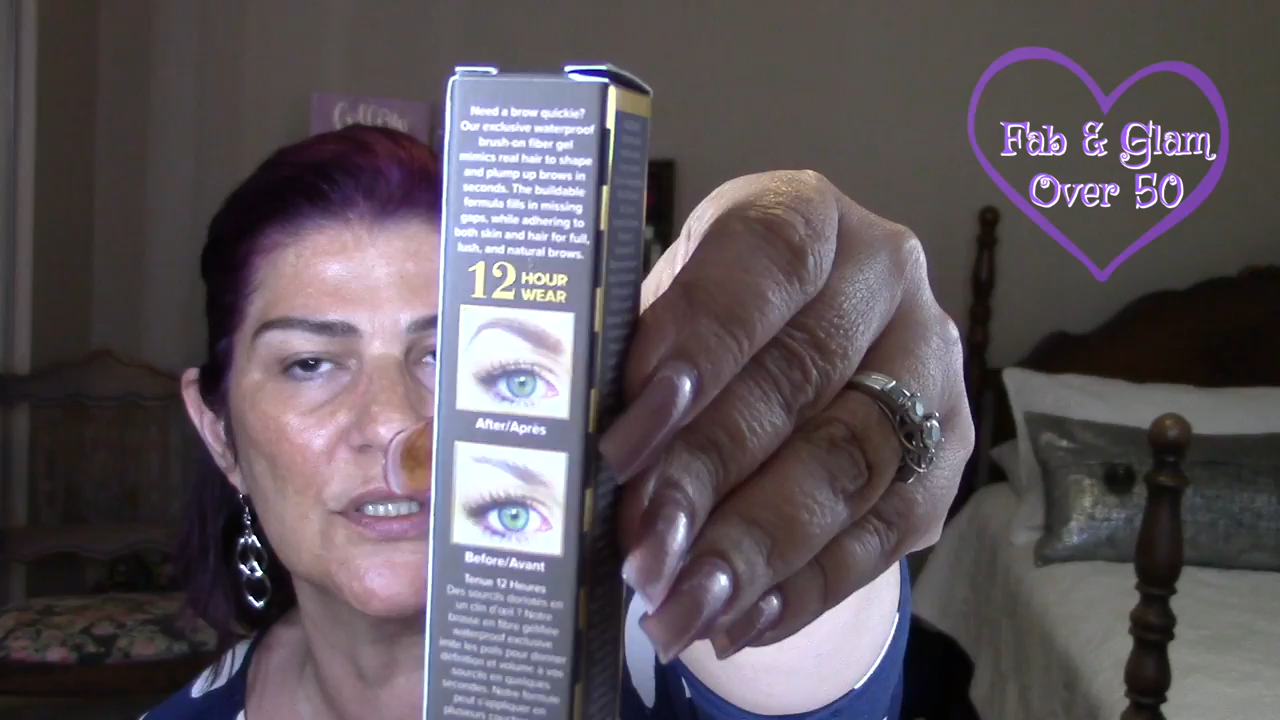 Need a brow quickie?
Our exclusive waterproof
brush-on fiber gel
mimics real hair to shape
and plump up brows in
seconds. The buildable
formula fills in missing
gaps, while adhering to
both skin and hair for full,
lush, and natural brows.
12 HOUR
WEAR
After/Après
Before/Avant
Tenue 12 Heures
Des sourcils dorlotés en
un clin d'œil ? Notre
brosse en fibre gélifiée
waterproof exclusive
imite les poils pour donner
définition et volume à vos
sourcils en quelques
secondes. Notre formule
peut s'appliquer en
plusieurs couches
Fab & Glam
Over 50